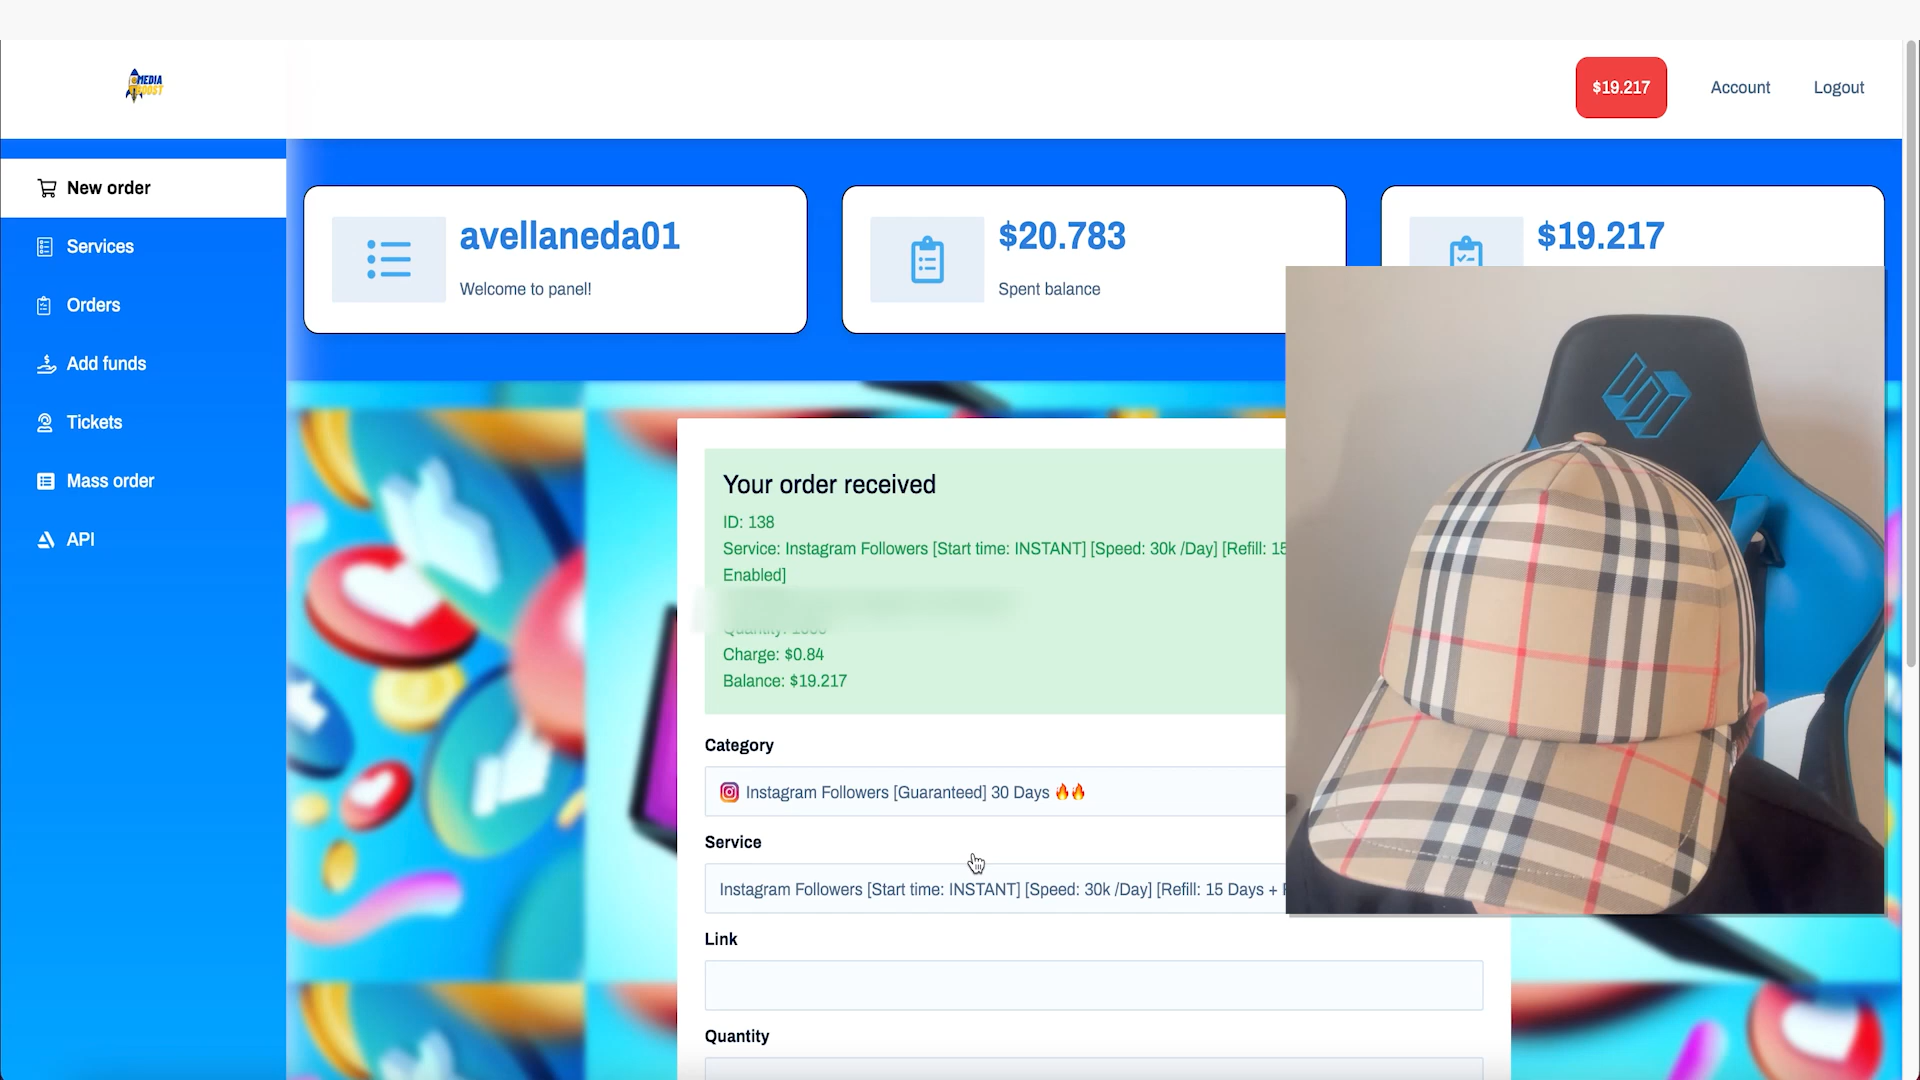 MEDIA
BOOST
$19.217
Account
Logout
New order
Services
Orders
Add funds
Tickets
Mass order
API
avellaneda01
Welcome to panel!
$20.783
Spent balance
$19.217
Your order received
ID: 138
Service: Instagram Followers [Start time: INSTANT] [Speed: 30k /Day] [Refill: 15
Enabled]
Quantity: 1000
Charge: $0.84
Balance: $19.217
Category
Instagram Followers [Guaranteed] 30 Days 🔥🔥
Service
Instagram Followers [Start time: INSTANT] [Speed: 30k /Day] [Refill: 15 Days +
Link
Quantity